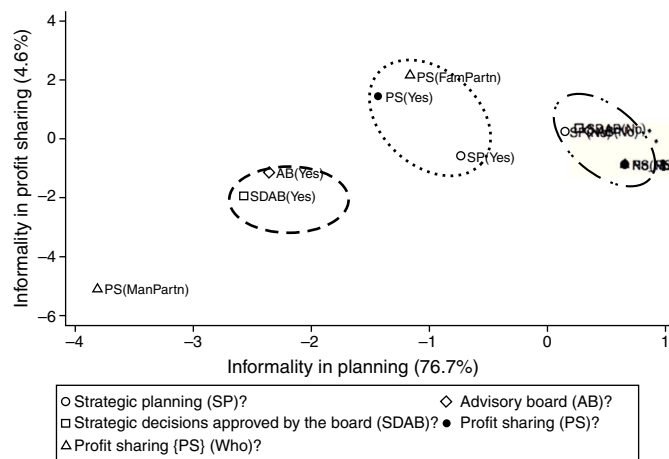 Informality in profit sharing (4.6%)
4
2
0
−2
−4
−6
PS(FamPartn)
PS(Yes)
SP(Yes)
AB(Yes)
SDAB(Yes)
PS(ManPartn)
−4 −3 −2 −1 0 1
Informality in planning (76.7%)
Strategic planning (SP)? Advisory board (AB)?
Strategic decisions approved by the board (SDAB)? Profit sharing (PS)?
Profit sharing {PS} (Who)?